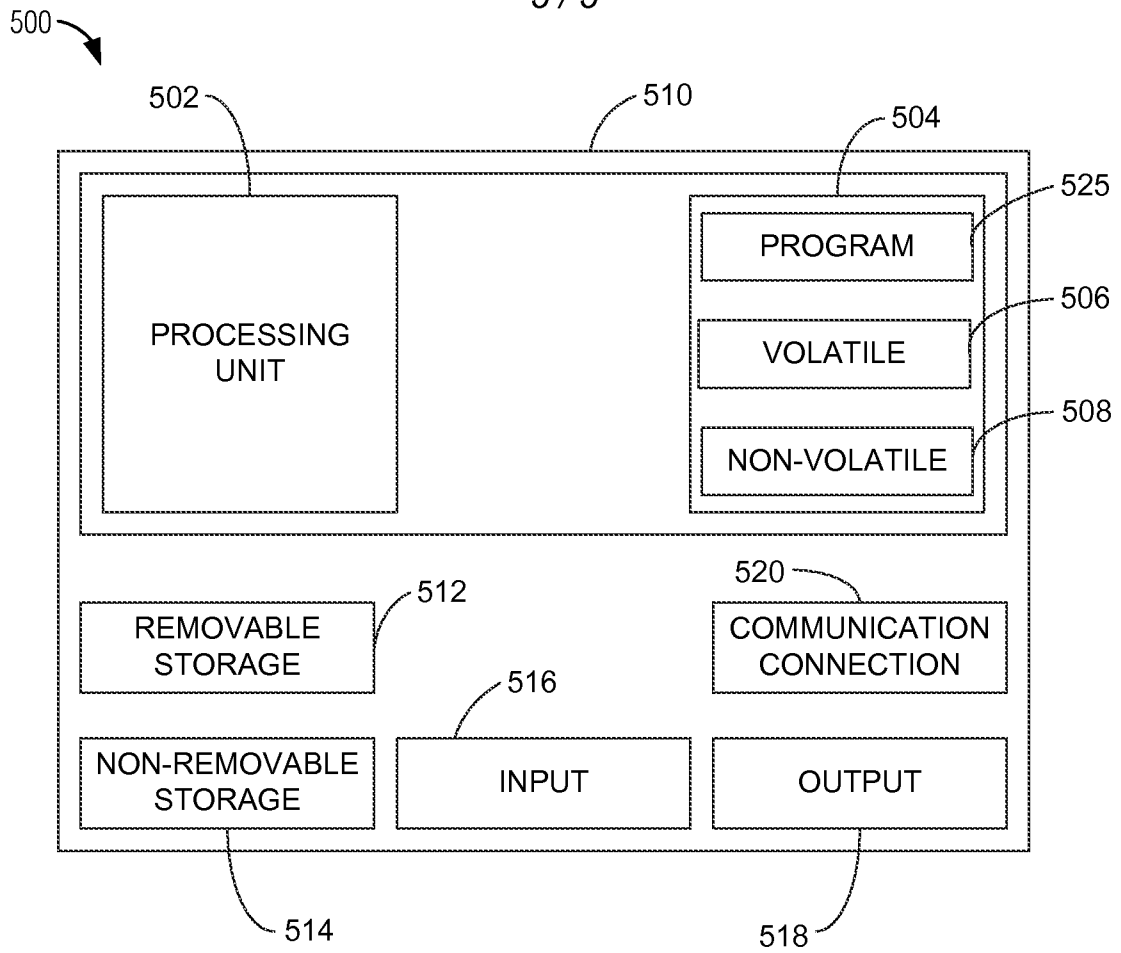 500
502
510
504
525
PROGRAM
506
PROCESSING
UNIT
VOLATILE
508
NON-VOLATILE
520
512
REMOVABLE
STORAGE
COMMUNICATION
CONNECTION
516
NON-REMOVABLE
STORAGE
INPUT
OUTPUT
514
518